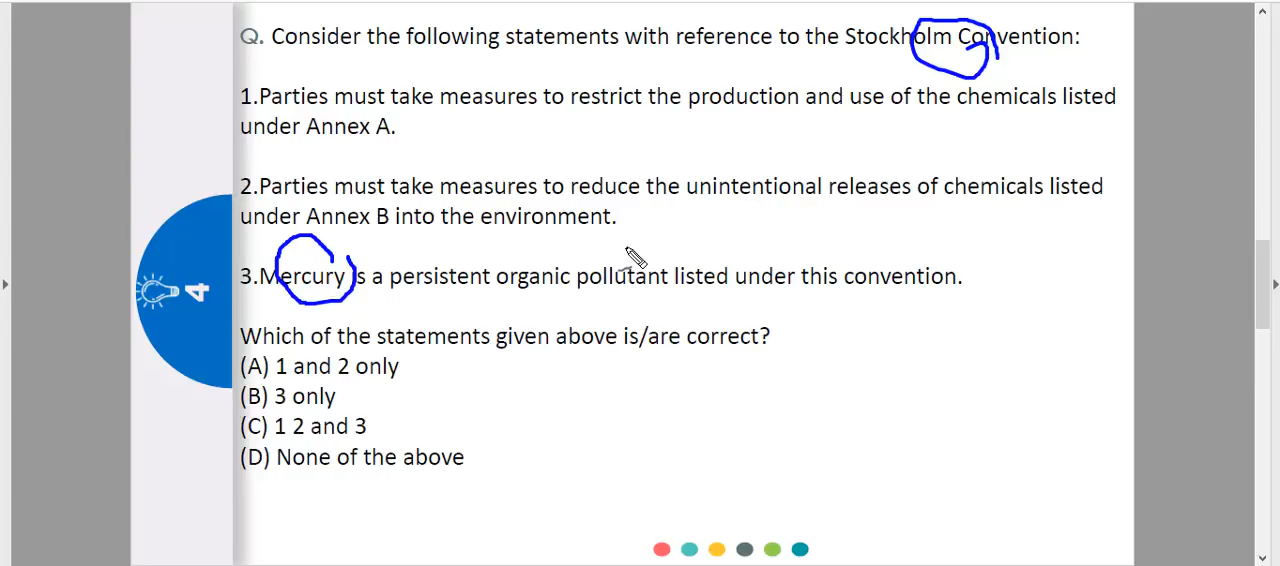 Q. Consider the following statements with reference to the Stockholm Convention:
1.Parties must take measures to restrict the production and use of the chemicals listed
under Annex A.
2.Parties must take measures to reduce the unintentional releases of chemicals listed
under Annex B into the environment.
3.Mercury is a persistent organic pollutant listed under this convention.
Which of the statements given above is/are correct?
(A) 1 and 2 only
(B) 3 only
(C) 1 2 and 3
(D) None of the above
4